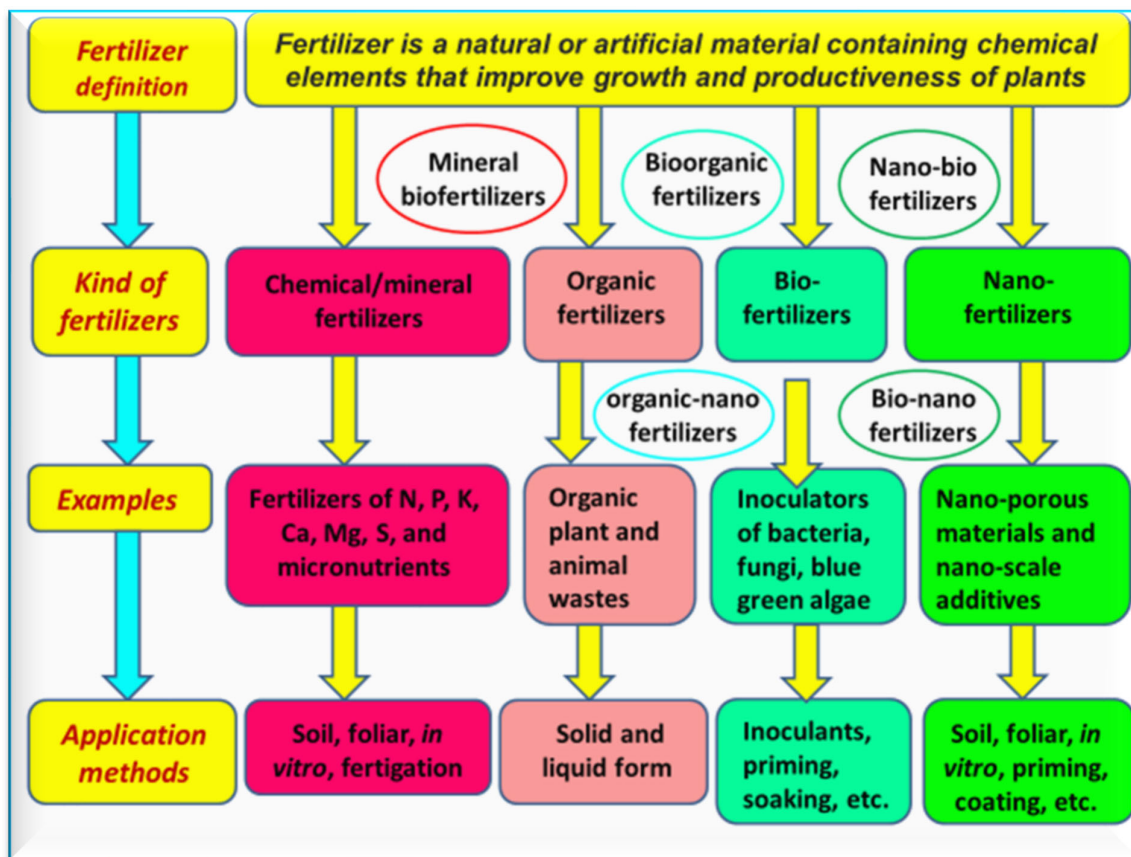 Fertilizer
definition
Fertilizer is a natural or artificial material containing chemical
elements that improve growth and productiveness of plants
Mineral
biofertilizers
Bioorganic
fertilizers
Nano-bio
fertilizers
Kind of
fertilizers
Chemical/mineral
fertilizers
Organic
fertilizers
Bio-
fertilizers
Nano-
fertilizers
organic-nano
fertilizers
Bio-nano
fertilizers
Examples
Fertilizers of N, P, K,
Ca, Mg, S, and
micronutrients
Organic
plant and
animal
wastes
Inoculators
of bacteria,
fungi, blue
green algae
Nano-porous
materials and
nano-scale
additives
Application
methods
Soil, foliar, in
vitro, fertigation
Solid and
liquid form
Inoculants,
priming,
soaking, etc.
Soil, foliar, in
vitro, priming,
coating, etc.